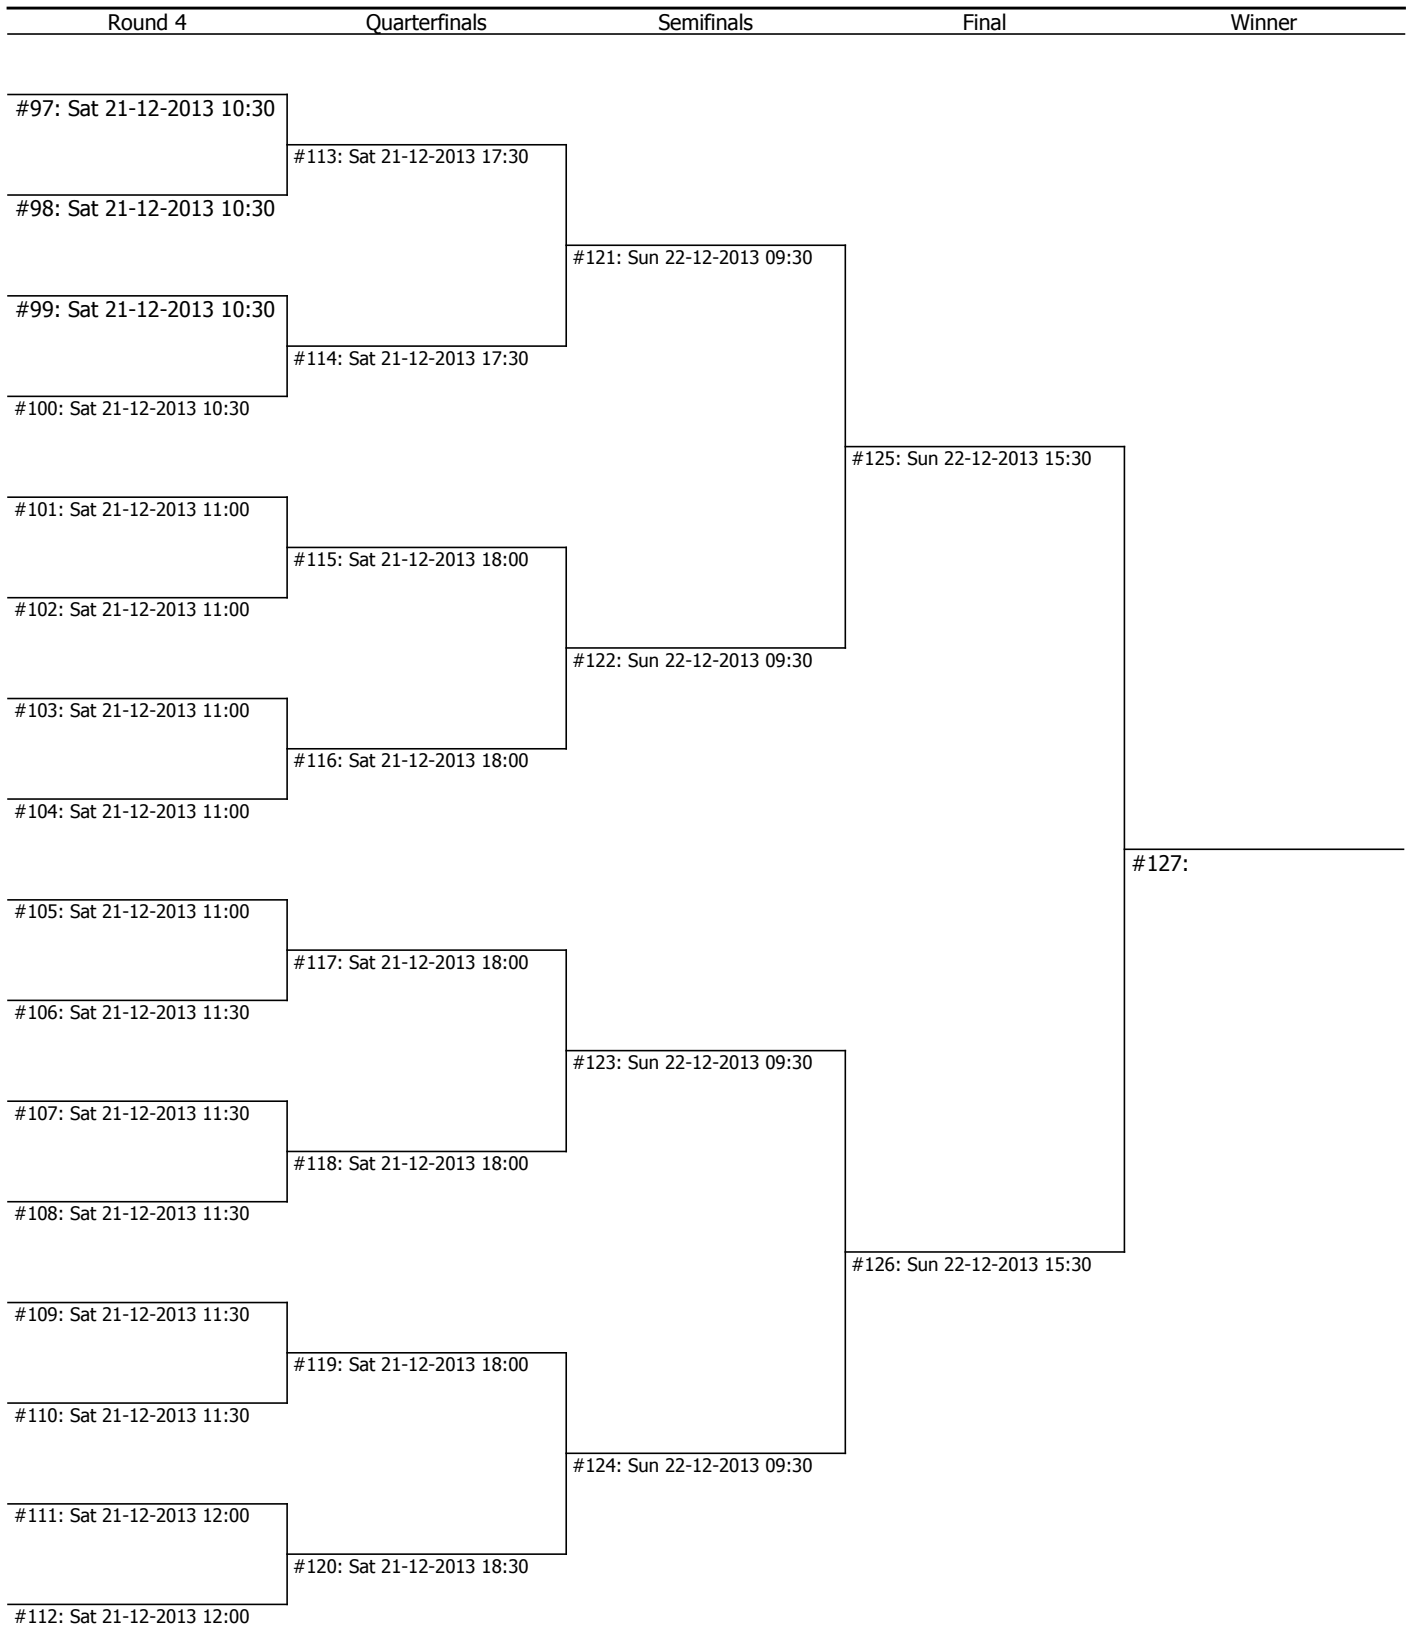 Round 4 Quarterfinals Semifinals Final Winner
#97: Sat 21-12-2013 10:30
#113: Sat 21-12-2013 17:30
#98: Sat 21-12-2013 10:30
#121: Sun 22-12-2013 09:30
#99: Sat 21-12-2013 10:30
#114: Sat 21-12-2013 17:30
#100: Sat 21-12-2013 10:30
#125: Sun 22-12-2013 15:30
#101: Sat 21-12-2013 11:00
#115: Sat 21-12-2013 18:00
#102: Sat 21-12-2013 11:00
#122: Sun 22-12-2013 09:30
#103: Sat 21-12-2013 11:00
#116: Sat 21-12-2013 18:00
#104: Sat 21-12-2013 11:00
#127:
#105: Sat 21-12-2013 11:00
#117: Sat 21-12-2013 18:00
#106: Sat 21-12-2013 11:30
#123: Sun 22-12-2013 09:30
#107: Sat 21-12-2013 11:30
#118: Sat 21-12-2013 18:00
#108: Sat 21-12-2013 11:30
#126: Sun 22-12-2013 15:30
#109: Sat 21-12-2013 11:30
#119: Sat 21-12-2013 18:00
#110: Sat 21-12-2013 11:30
#124: Sun 22-12-2013 09:30
#111: Sat 21-12-2013 12:00
#120: Sat 21-12-2013 18:30
#112: Sat 21-12-2013 12:00